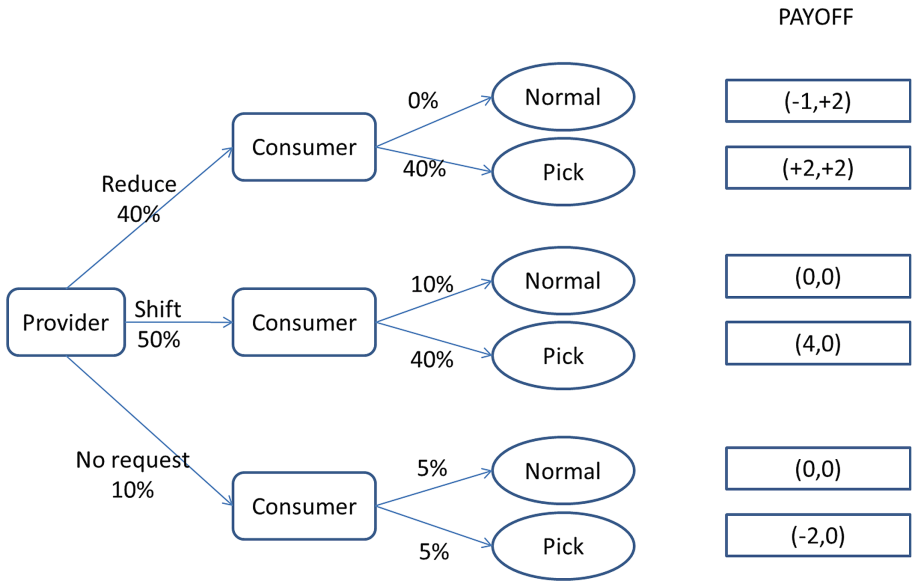 PAYOFF
0%
Normal
(-1,+2)
Consumer
40%
Pick
(+2,+2)
Reduce
40%
10%
Normal
(0,0)
Provider
Shift
50%
Consumer
40%
Pick
(4,0)
No request
10%
5%
Normal
(0,0)
Consumer
5%
Pick
(-2,0)